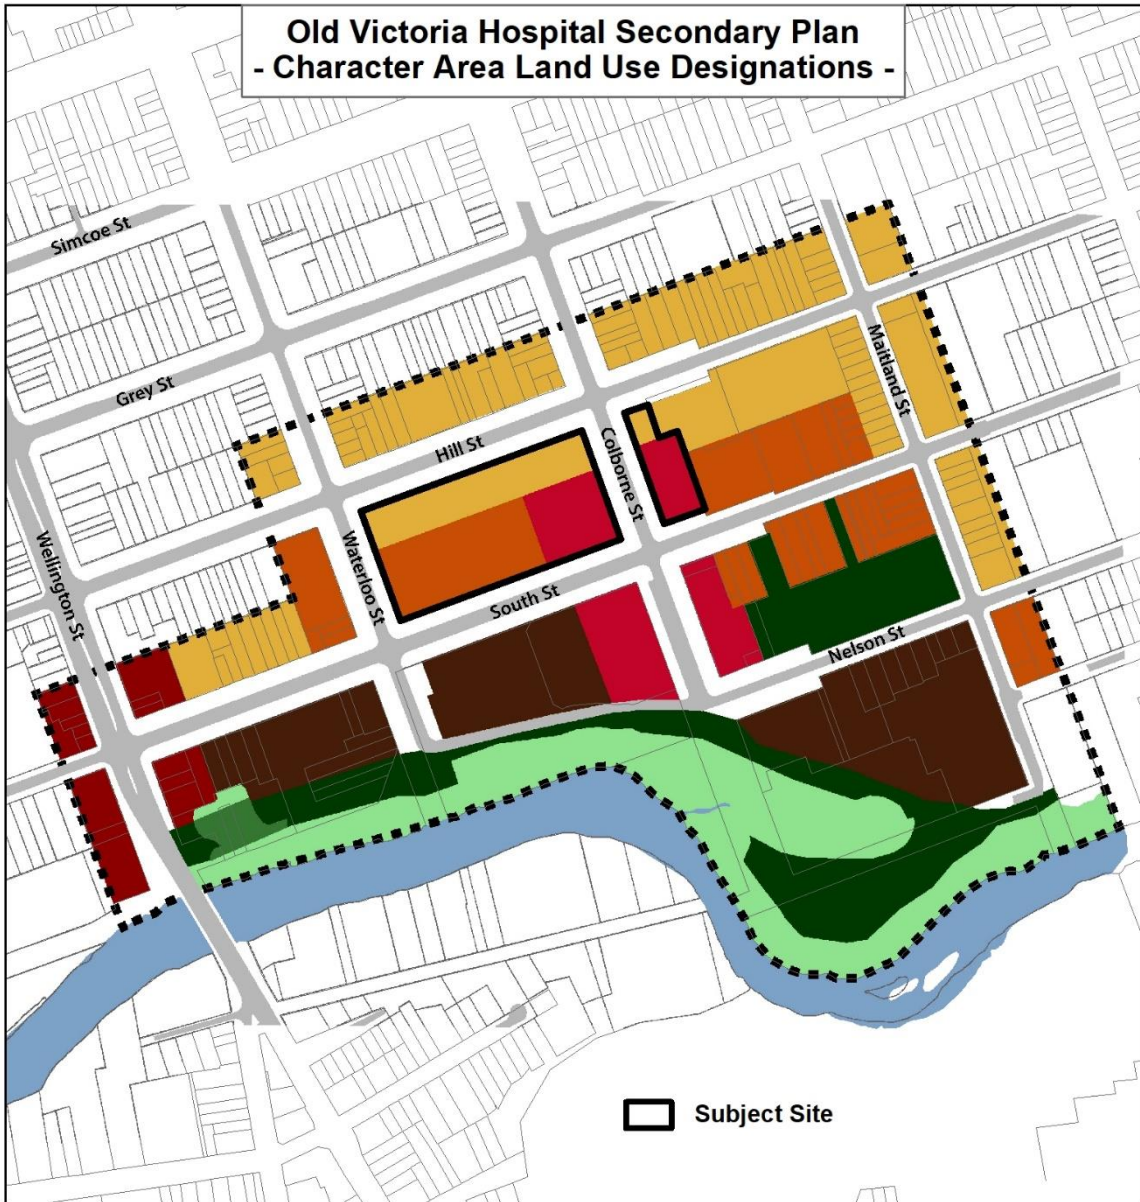 Old Victoria Hospital Secondary Plan
- Character Area Land Use Designations -
Simcoe St
Grey St
Hill St
Colborne St
Maitland St
Wellington St
Waterloo St
South St
Nelson St
Subject Site